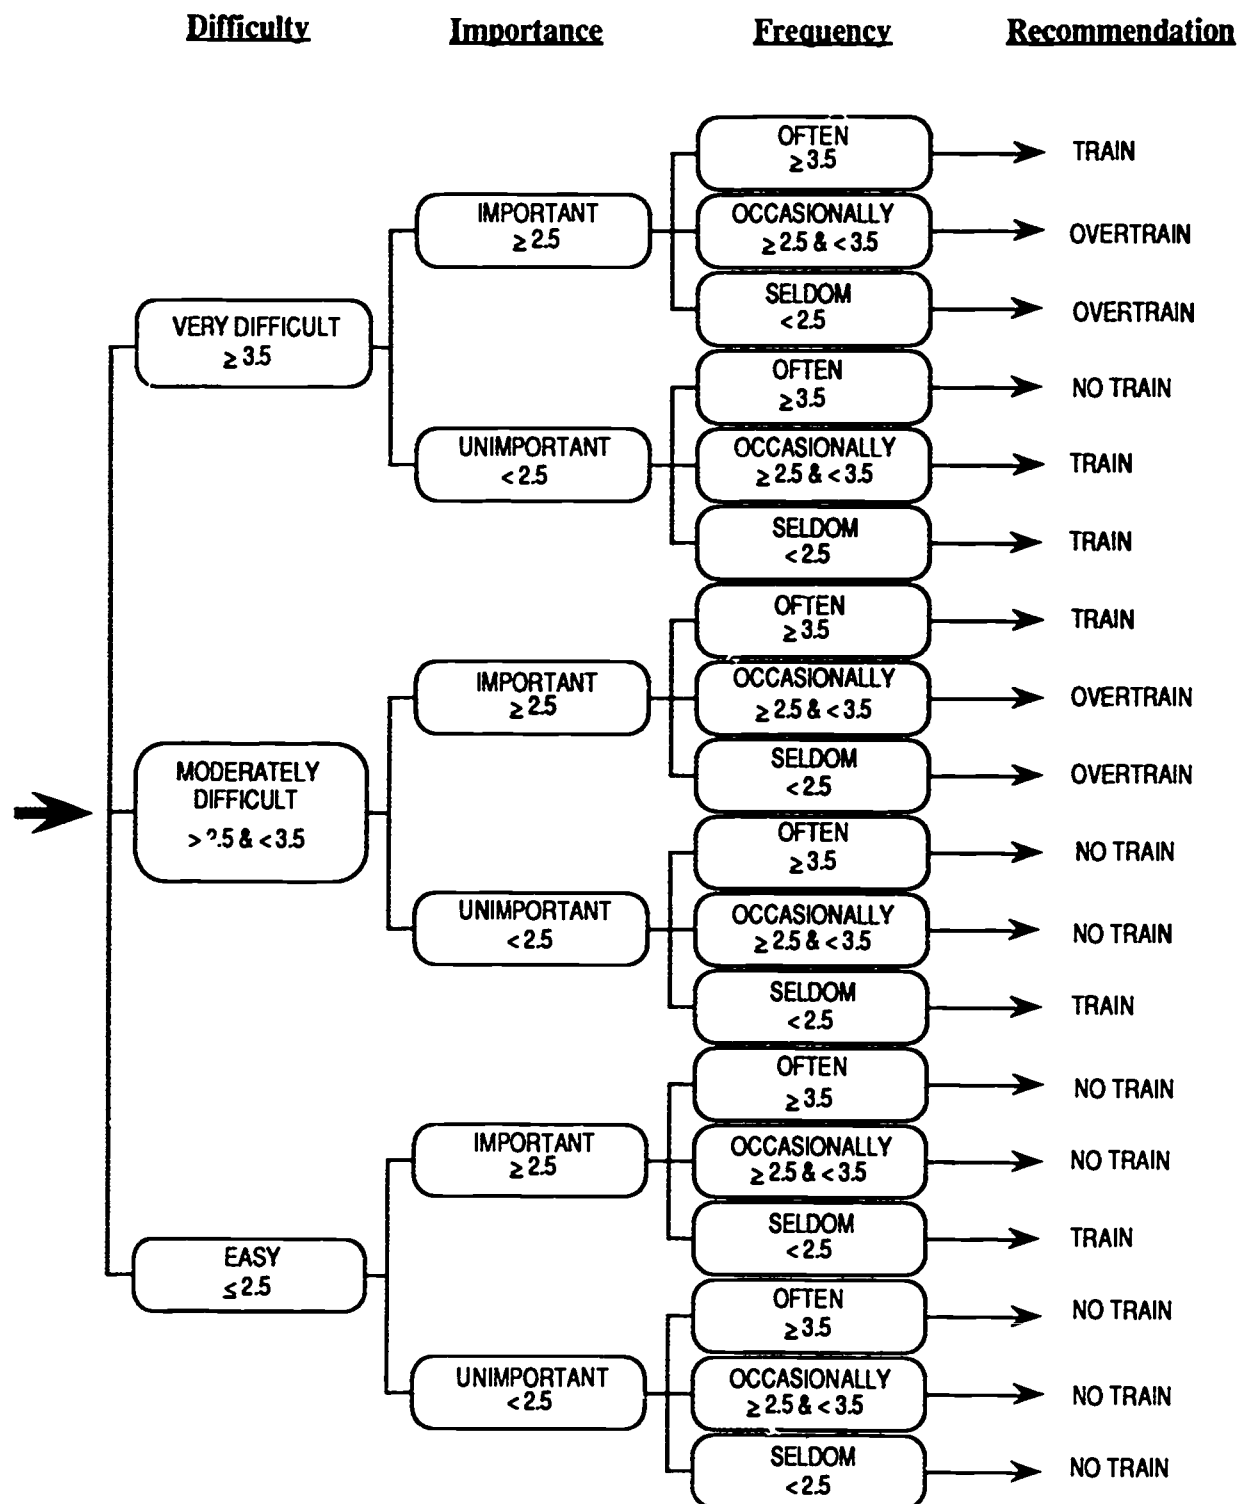 Difficulty Importance Frequency Recommendation
OFTEN
≥3.5
TRAIN
IMPORTANT
≥2.5
OCCASIONALLY
≥2.5 & <3.5
OVERTRAIN
SELDOM
<2.5
OVERTRAIN
VERY DIFFICULT
≥3.5
OFTEN
≥3.5
NO TRAIN
UNIMPORTANT
<2.5
OCCASIONALLY
≥2.5 & <3.5
TRAIN
SELDOM
<2.5
TRAIN
OFTEN
≥3.5
TRAIN
IMPORTANT
≥2.5
OCCASIONALLY
≥2.5 & <3.5
OVERTRAIN
SELDOM
<2.5
OVERTRAIN
MODERATELY
DIFFICULT
& <3.5
OFTEN
≥3.5
NO TRAIN
UNIMPORTANT
<2.5
OCCASIONALLY
≥2.5 & <3.5
NO TRAIN
SELDOM
<2.5
TRAIN
OFTEN
≥3.5
NO TRAIN
IMPORTANT
≥2.5
OCCASIONALLY
≥2.5 & <3.5
NO TRAIN
SELDOM
<2.5
TRAIN
EASY
≤2.5
OFTEN
≥3.5
NO TRAIN
UNIMPORTANT
<2.5
OCCASIONALLY
≥2.5 & <3.5
NO TRAIN
SELDOM
<2.5
NO TRAIN